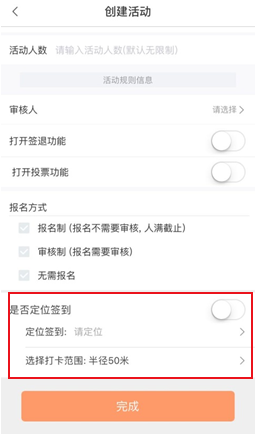 创建活动
活动人数 请输入活动人数(默认无限制)
活动规则信息
审核人 请选择
打开签退功能
打开投票功能
报名方式
报名制 (报名不需要审核, 人满截止)
审核制 (报名需要审核)
无需报名
是否定位签到
定位签到: 请定位
选择打卡范围: 半径50米
完成